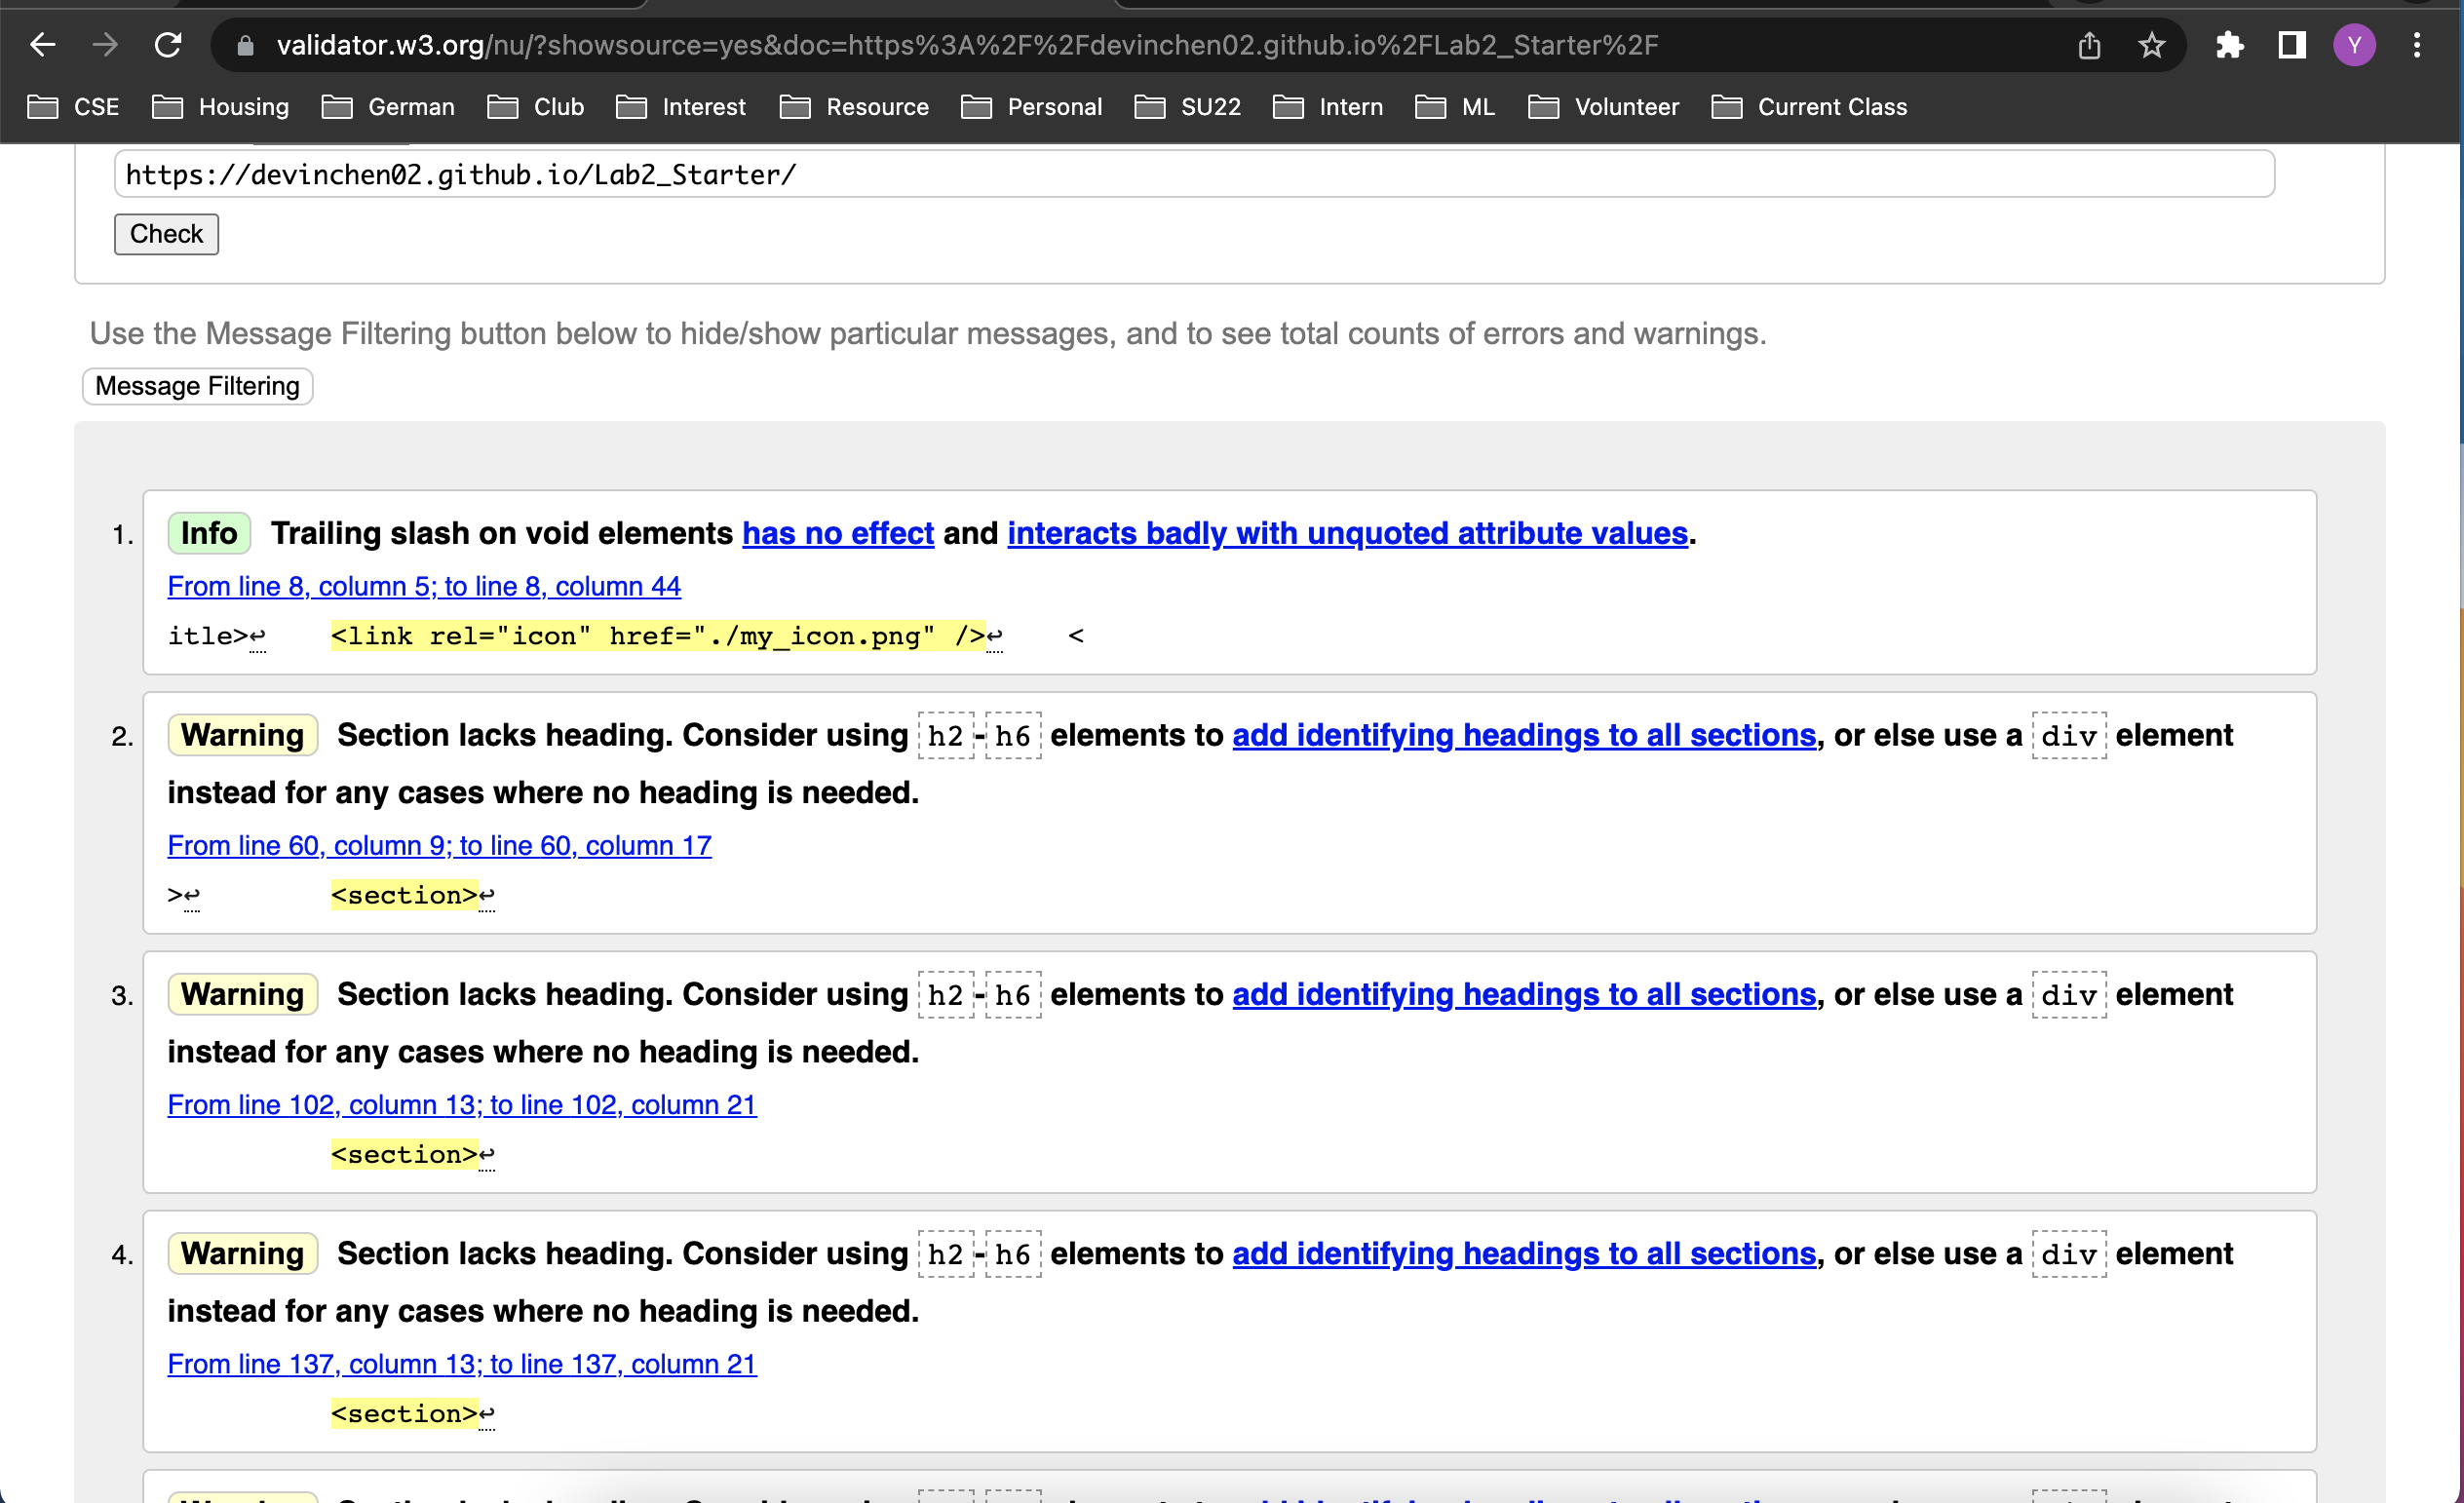 validator.w3.org/nu/?showsource=yes&doc=https%3A%2F%2Fdevinchen02.github.io%2FLab2_Starter%2F
Y
CSE Housing German Club Interest Resource Personal SU22 Intern ML Volunteer Current Class
https://devinchen02.github.io/Lab2_Starter/
Check
Use the Message Filtering button below to hide/show particular messages, and to see total counts of errors and warnings.
Message Filtering
1. Info Trailing slash on void elements has no effect and interacts badly with unquoted attribute values.
From line 8, column 5; to line 8, column 44
itle>↩ <link rel="icon" href="./my_icon.png" />↩ <
2. Warning Section lacks heading. Consider using h2-h6 elements to add identifying headings to all sections, or else use a div element
instead for any cases where no heading is needed.
From line 60, column 9; to line 60, column 17
>↩ <section>↩
3. Warning Section lacks heading. Consider using h2-h6 elements to add identifying headings to all sections, or else use a div element
instead for any cases where no heading is needed.
From line 102, column 13; to line 102, column 21
<section>↩
4. Warning Section lacks heading. Consider using h2-h6 elements to add identifying headings to all sections, or else use a div element
instead for any cases where no heading is needed.
From line 137, column 13; to line 137, column 21
<section>↩